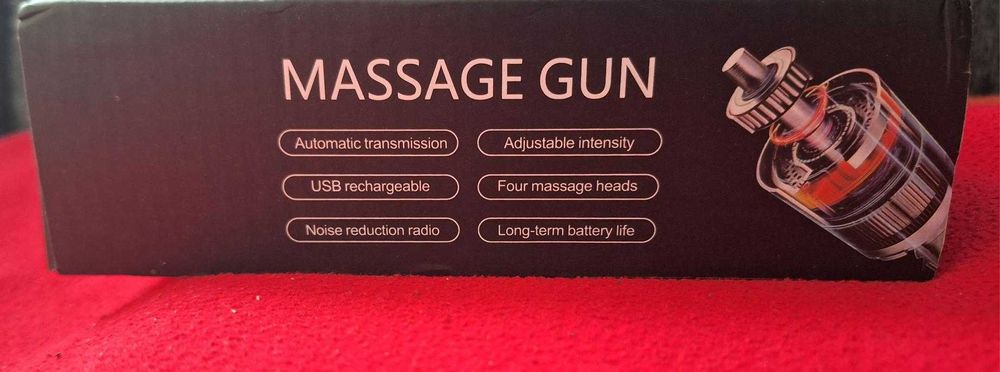 MASSAGE GUN
Automatic transmission
Adjustable intensity
USB rechargeable
Four massage heads
Noise reduction radio
Long-term battery life